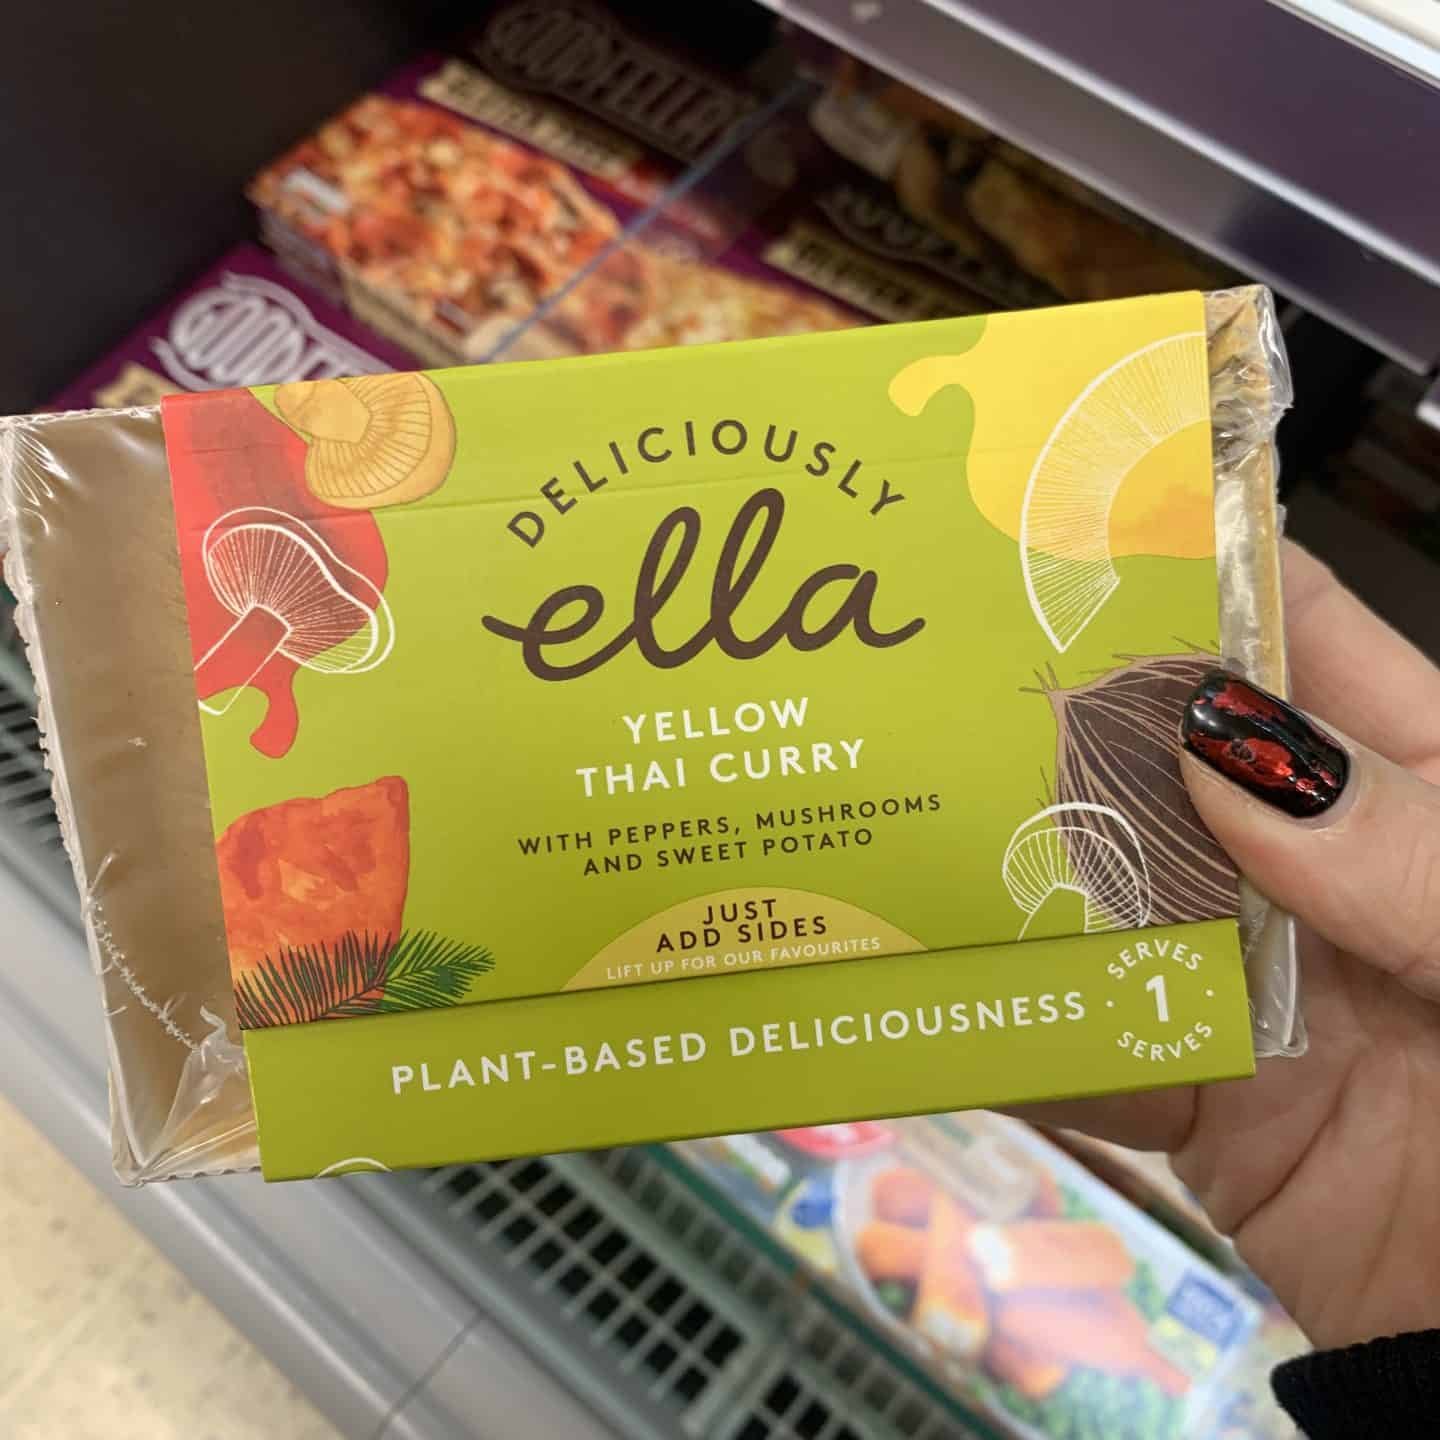 DELICIOUSLY
ella
YELLOW
THAI CURRY
WITH PEPPERS, MUSHROOMS
AND SWEET POTATO
JUST
ADD SIDES
LIFT UP FOR OUR FAVOURITES
PLANT-BASED DELICIOUSNESS
SERVES
1
SERVES